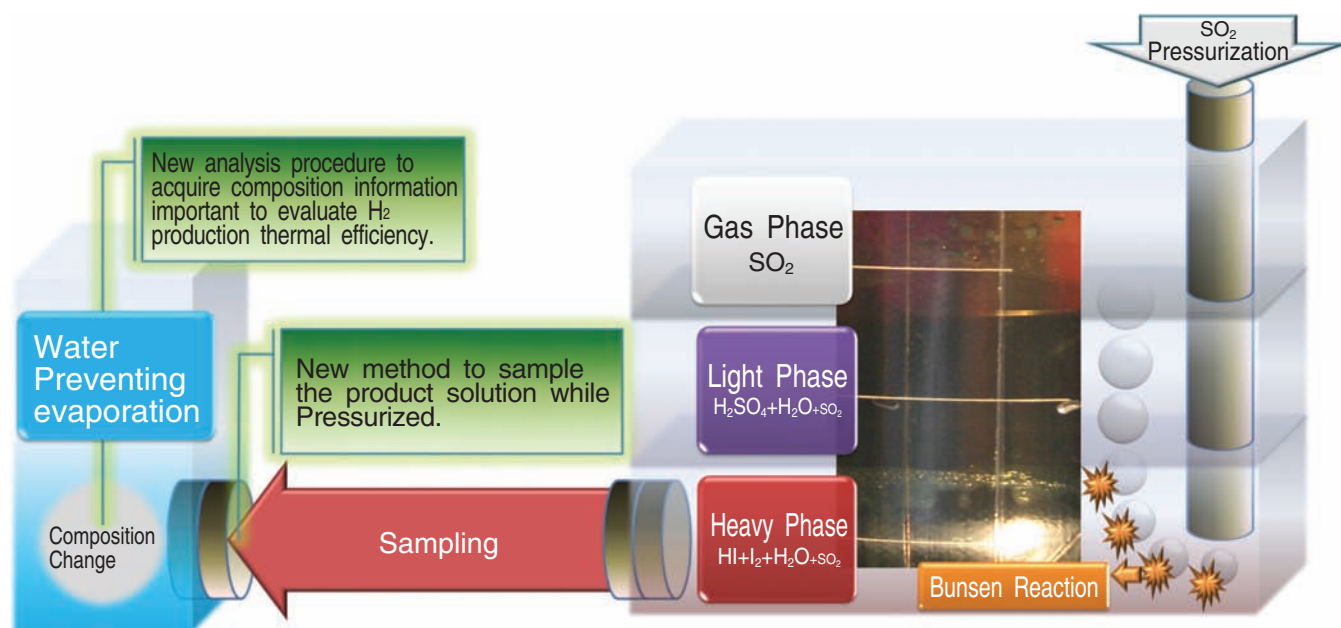 SO₂
Pressurization
New analysis procedure to
acquire composition information
important to evaluate H₂
production thermal efficiency.
Gas Phase
SO₂
Water
Preventing
evaporation
New method to sample
the product solution while
Pressurized.
Light Phase
H₂SO₄+H₂O+SO₂
Composition
Change
Sampling
Heavy Phase
HI+I₂+H₂O+SO₂
Bunsen Reaction